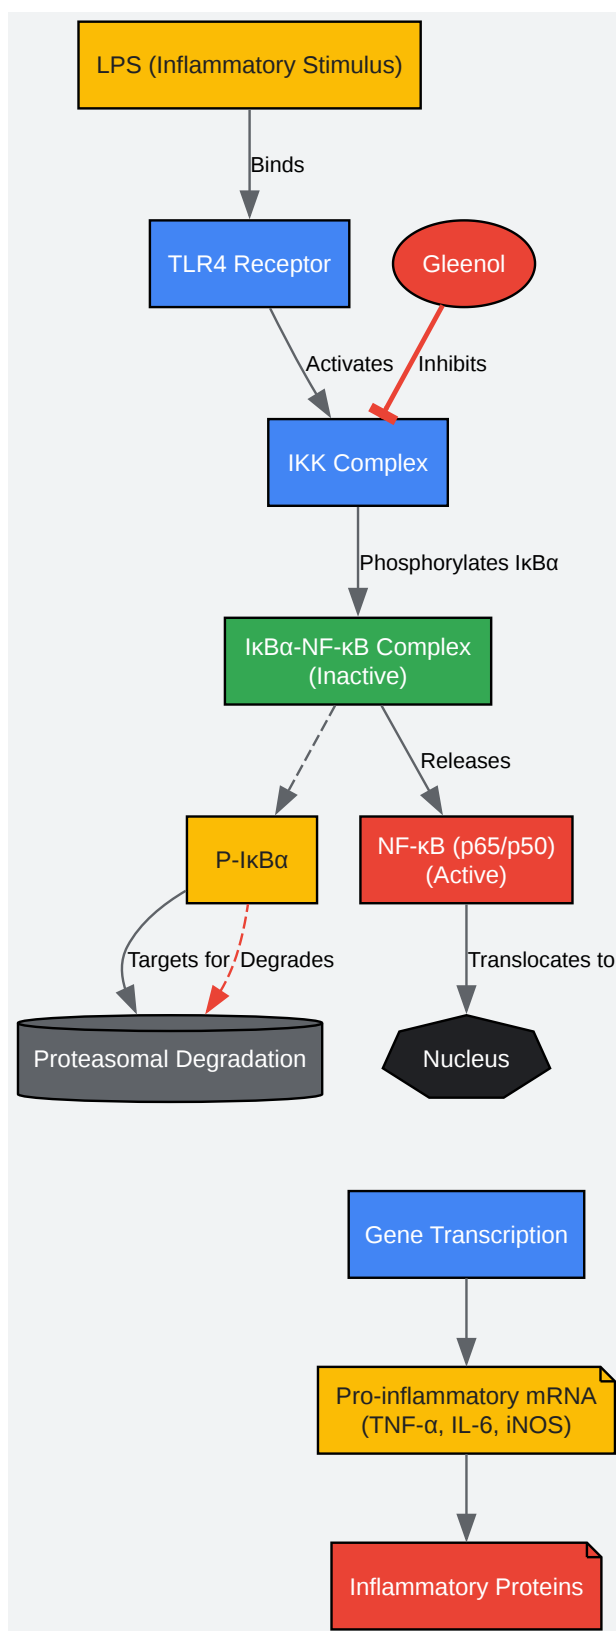 LPS (Inflammatory Stimulus)
Binds
TLR4 Receptor
Gleenol
Activates
Inhibits
IKK Complex
Phosphorylates IκBα
IκBα-NF-κB Complex
(Inactive)
Releases
P-IκBα
NF-κB (p65/p50)
(Active)
Targets for
Degrades
Translocates to
Proteasomal Degradation
Nucleus
Gene Transcription
Pro-inflammatory mRNA
(TNF-α, IL-6, iNOS)
Inflammatory Proteins